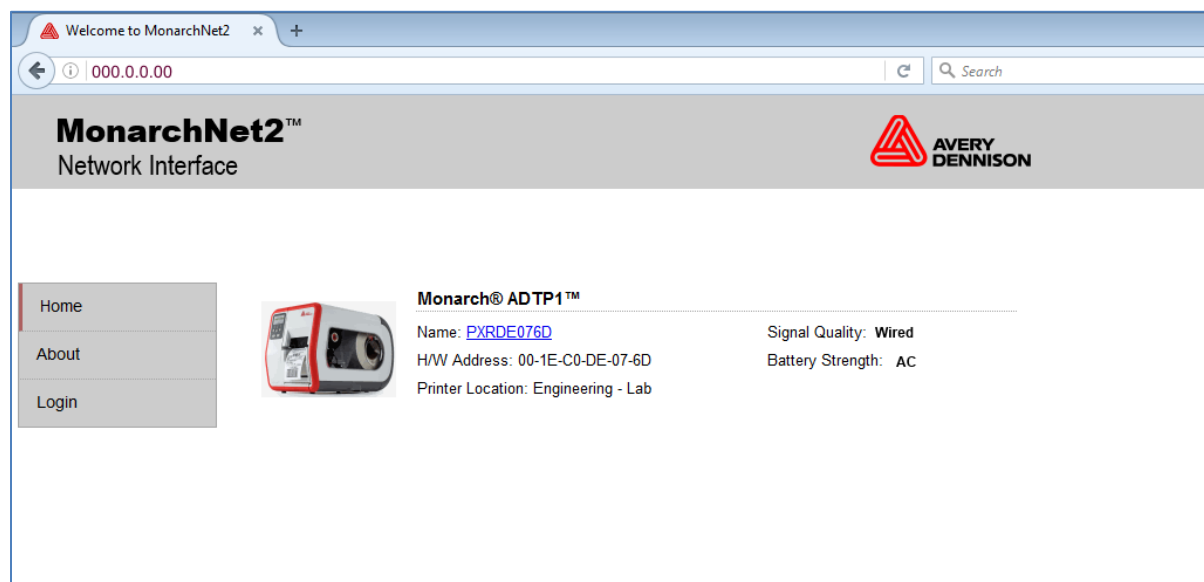 Welcome to MonarchNet2
000.0.0.00
Search
MonarchNet2™
Network Interface
AVERY
DENNISON
Home
About
Login
Monarch® ADTP1™
Name: PXRDE076D
Signal Quality: Wired
H/W Address: 00-1E-C0-DE-07-6D
Battery Strength: AC
Printer Location: Engineering - Lab